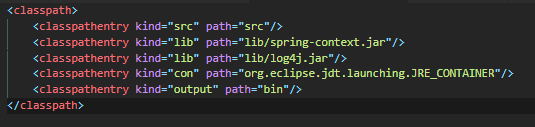 <classpath>
<classpathentry kind="src" path="src"/>
<classpathentry kind="lib" path="lib/spring-context.jar"/>
<classpathentry kind="lib" path="lib/log4j.jar"/>
<classpathentry kind="con" path="org.eclipse.jdt.launching.JRE_CONTAINER"/>
<classpathentry kind="output" path="bin"/>
</classpath>